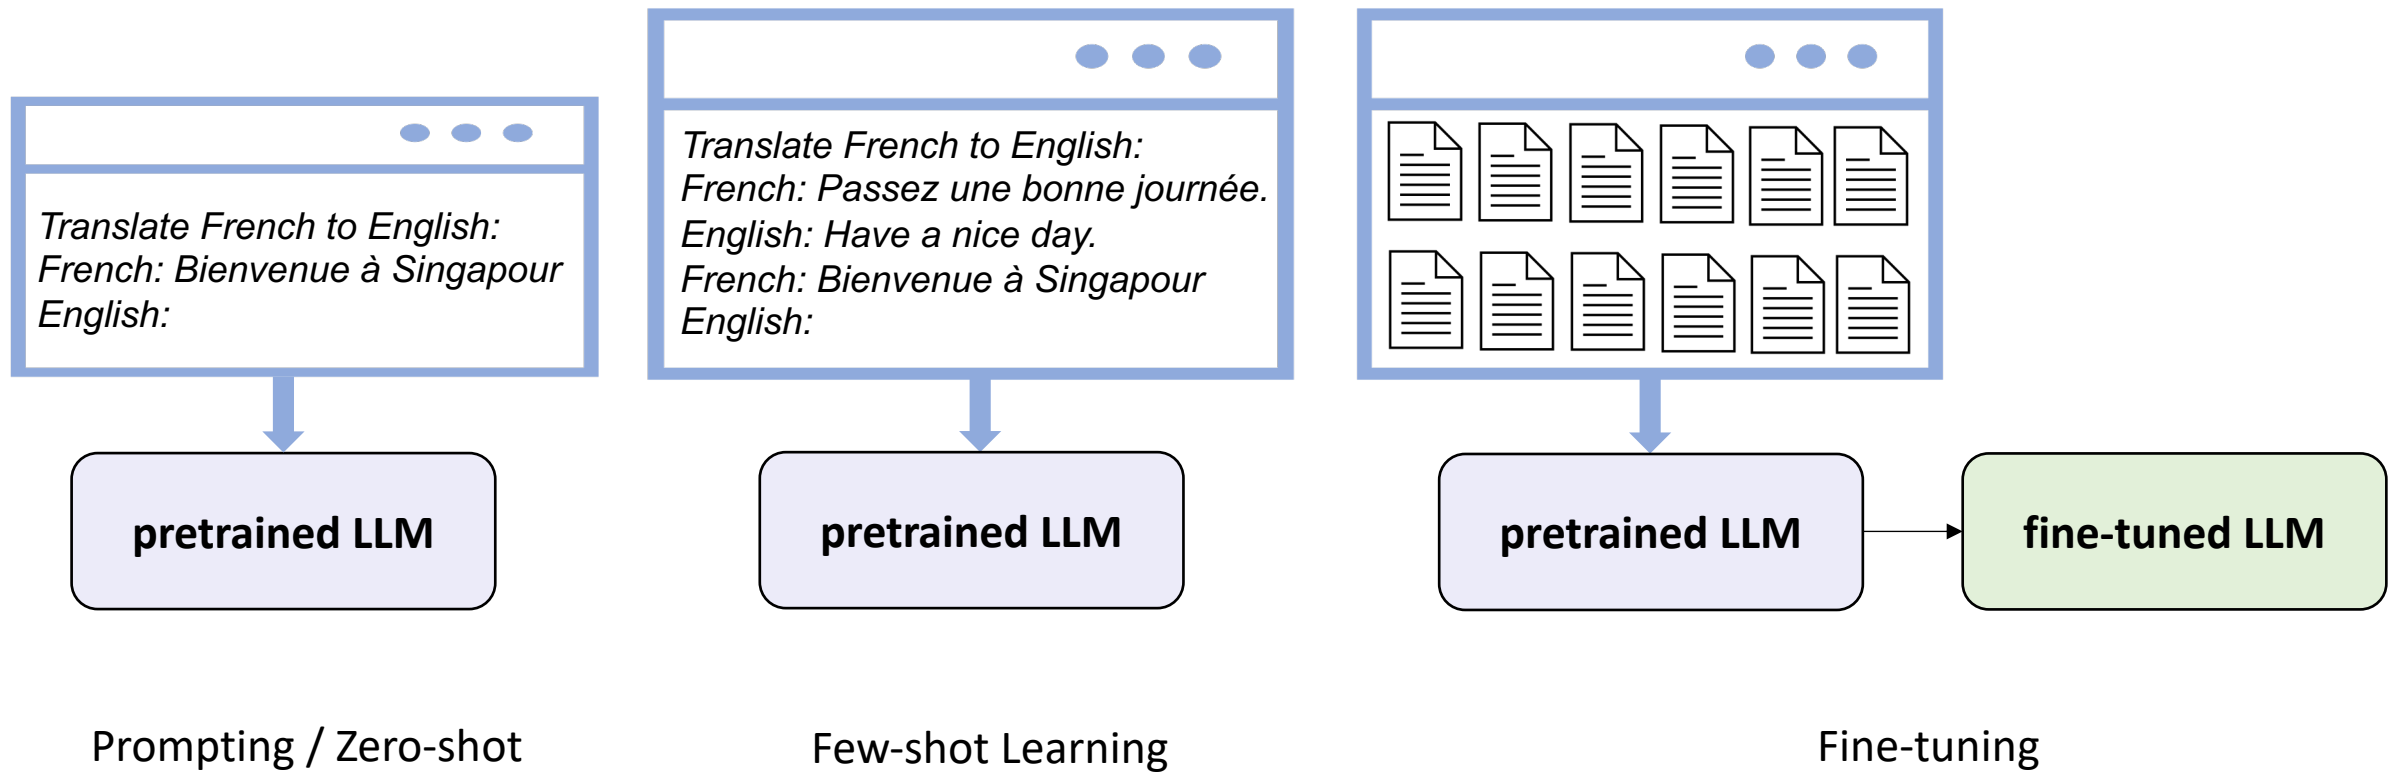 Translate French to English:
French: Bienvenue à Singapour
English:
pretrained LLM
Prompting / Zero-shot
Translate French to English:
French: Passez une bonne journée.
English: Have a nice day.
French: Bienvenue à Singapour
English:
pretrained LLM
Few-shot Learning
pretrained LLM
fine-tuned LLM
Fine-tuning